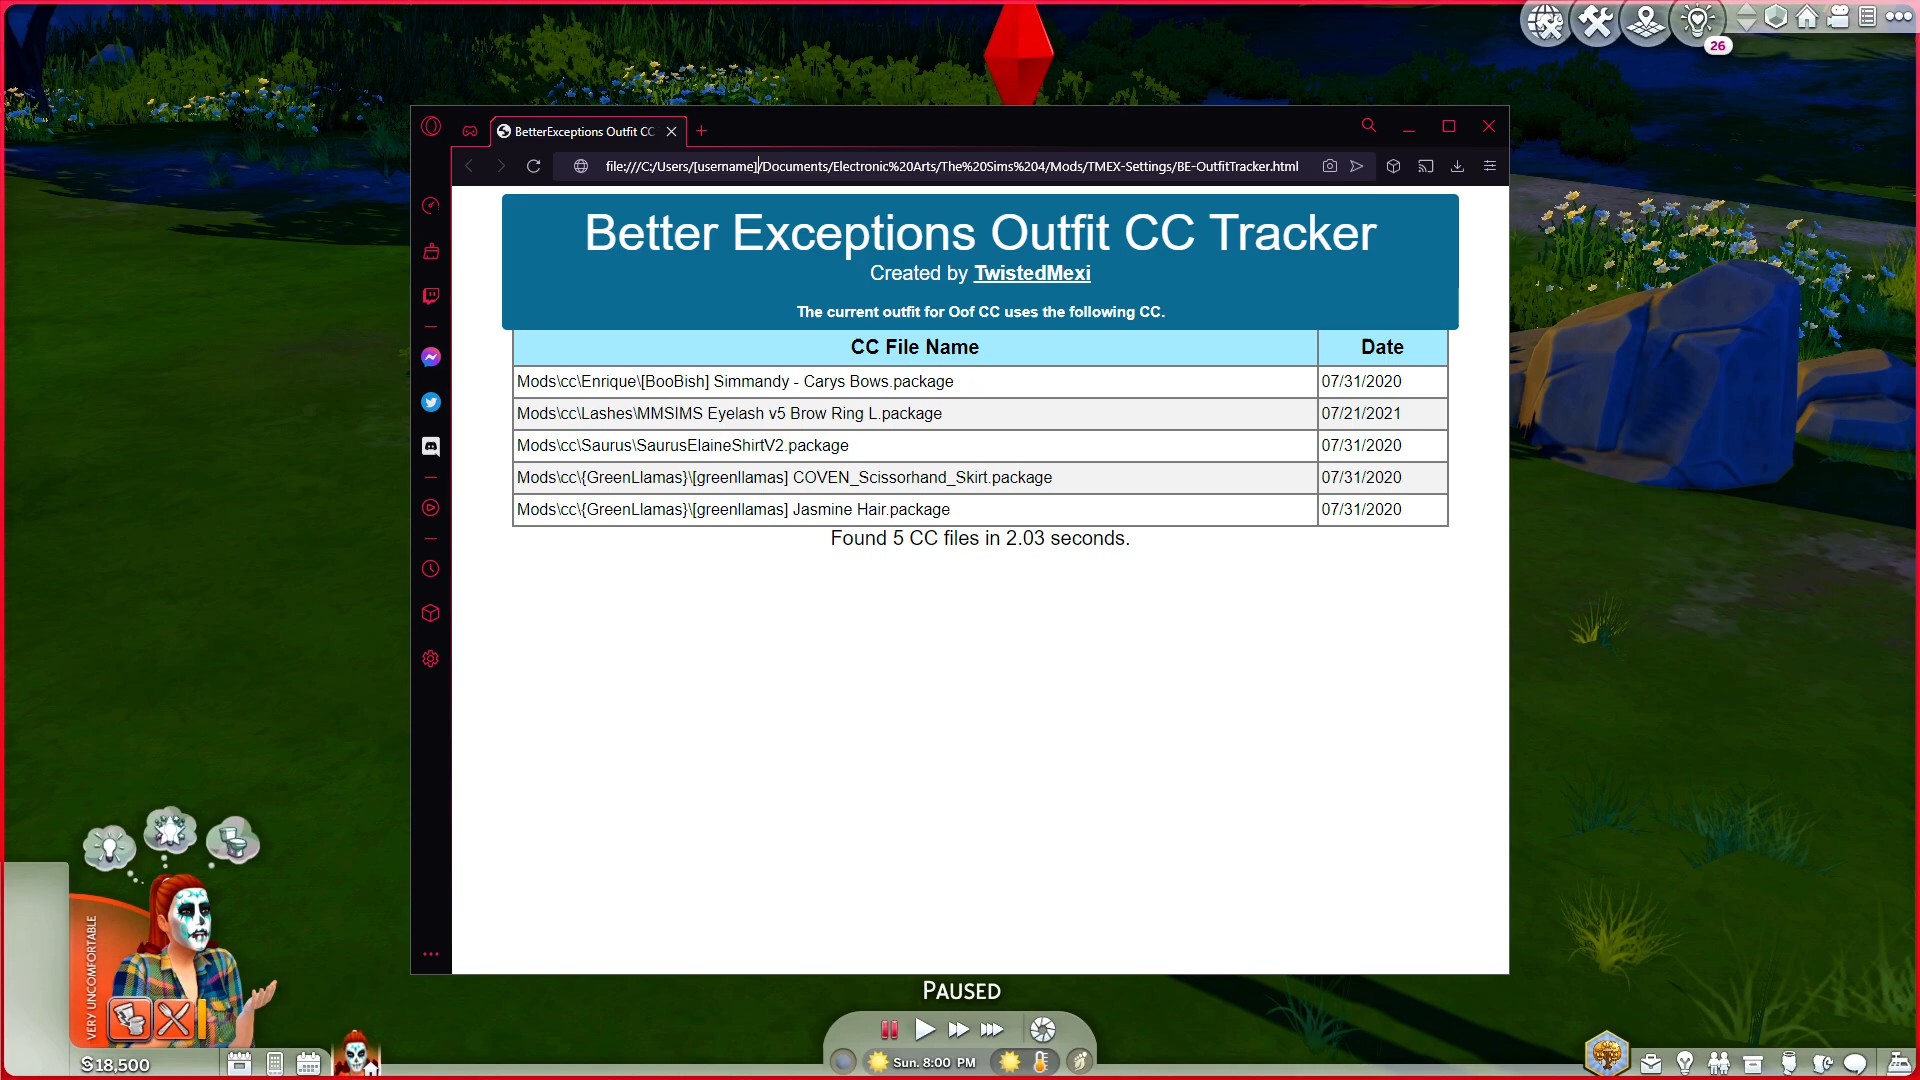 26
BetterExceptions Outfit CC
file:///C:/Users/[username]/Documents/Electronic%20Arts/The%20Sims%204/Mods/TMEX-Settings/BE-OutfitTracker.html
Better Exceptions Outfit CC Tracker
Created by TwistedMexi
The current outfit for Oof CC uses the following CC.
CC File Name Date
Mods\cc\Enrique\[BooBish] Simmandy - Carys Bows.package 07/31/2020
Mods\cc\Lashes\MMSIMS Eyelash v5 Brow Ring L.package 07/21/2021
Mods\cc\Saurus\SaurusElaineShirtV2.package 07/31/2020
Mods\cc\{GreenLlamas}\[greenllamas] COVEN_Scissorhand_Skirt.package 07/31/2020
Mods\cc\{GreenLlamas}\[greenllamas] Jasmine Hair.package 07/31/2020
Found 5 CC files in 2.03 seconds.
VERY UNCOMFORTABLE
PAUSED
§18,500
Sun. 8:00 PM